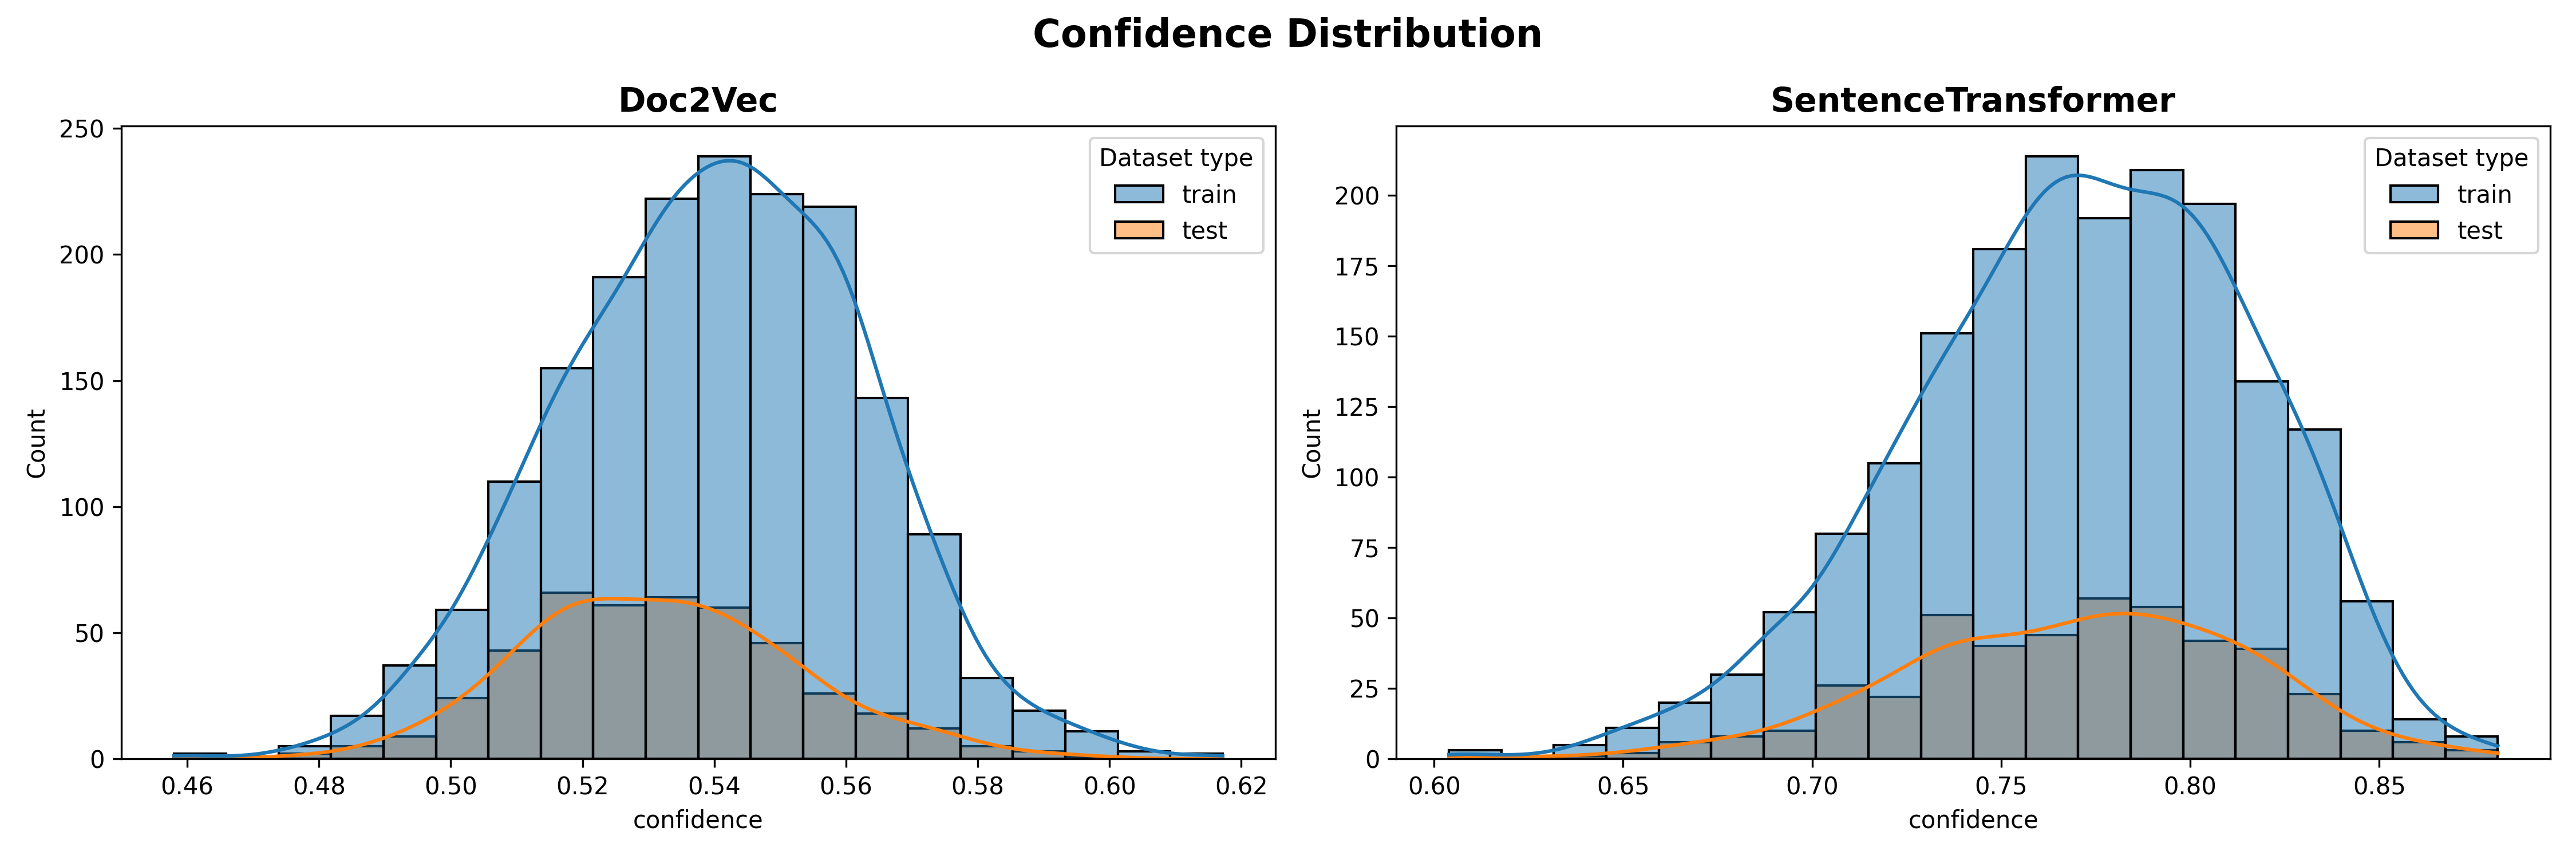 Confidence Distribution
Doc2Vec
250
200
150
100
50
0
Count
0.46 0.48 0.50 0.52 0.54 0.56 0.58 0.60 0.62
confidence
Dataset type
train
test
SentenceTransformer
200
175
150
125
100
75
50
25
0
Count
0.60 0.65 0.70 0.75 0.80 0.85
confidence
Dataset type
train
test